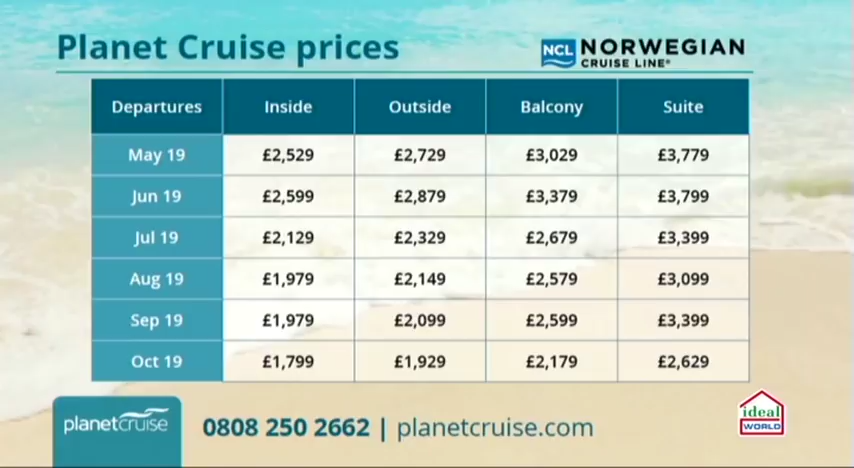 Planet Cruise prices
NCL NORWEGIAN
CRUISE LINE®
Departures Inside Outside Balcony Suite
May 19 £2,529 £2,729 £3,029 £3,779
Jun 19 £2,599 £2,879 £3,379 £3,799
Jul 19 £2,129 £2,329 £2,679 £3,399
Aug 19 £1,979 £2,149 £2,579 £3,099
Sep 19 £1,979 £2,099 £2,599 £3,399
Oct 19 £1,799 £1,929 £2,179 £2,629
planetcruise 0808 250 2662 | planetcruise.com
ideal
WORLD